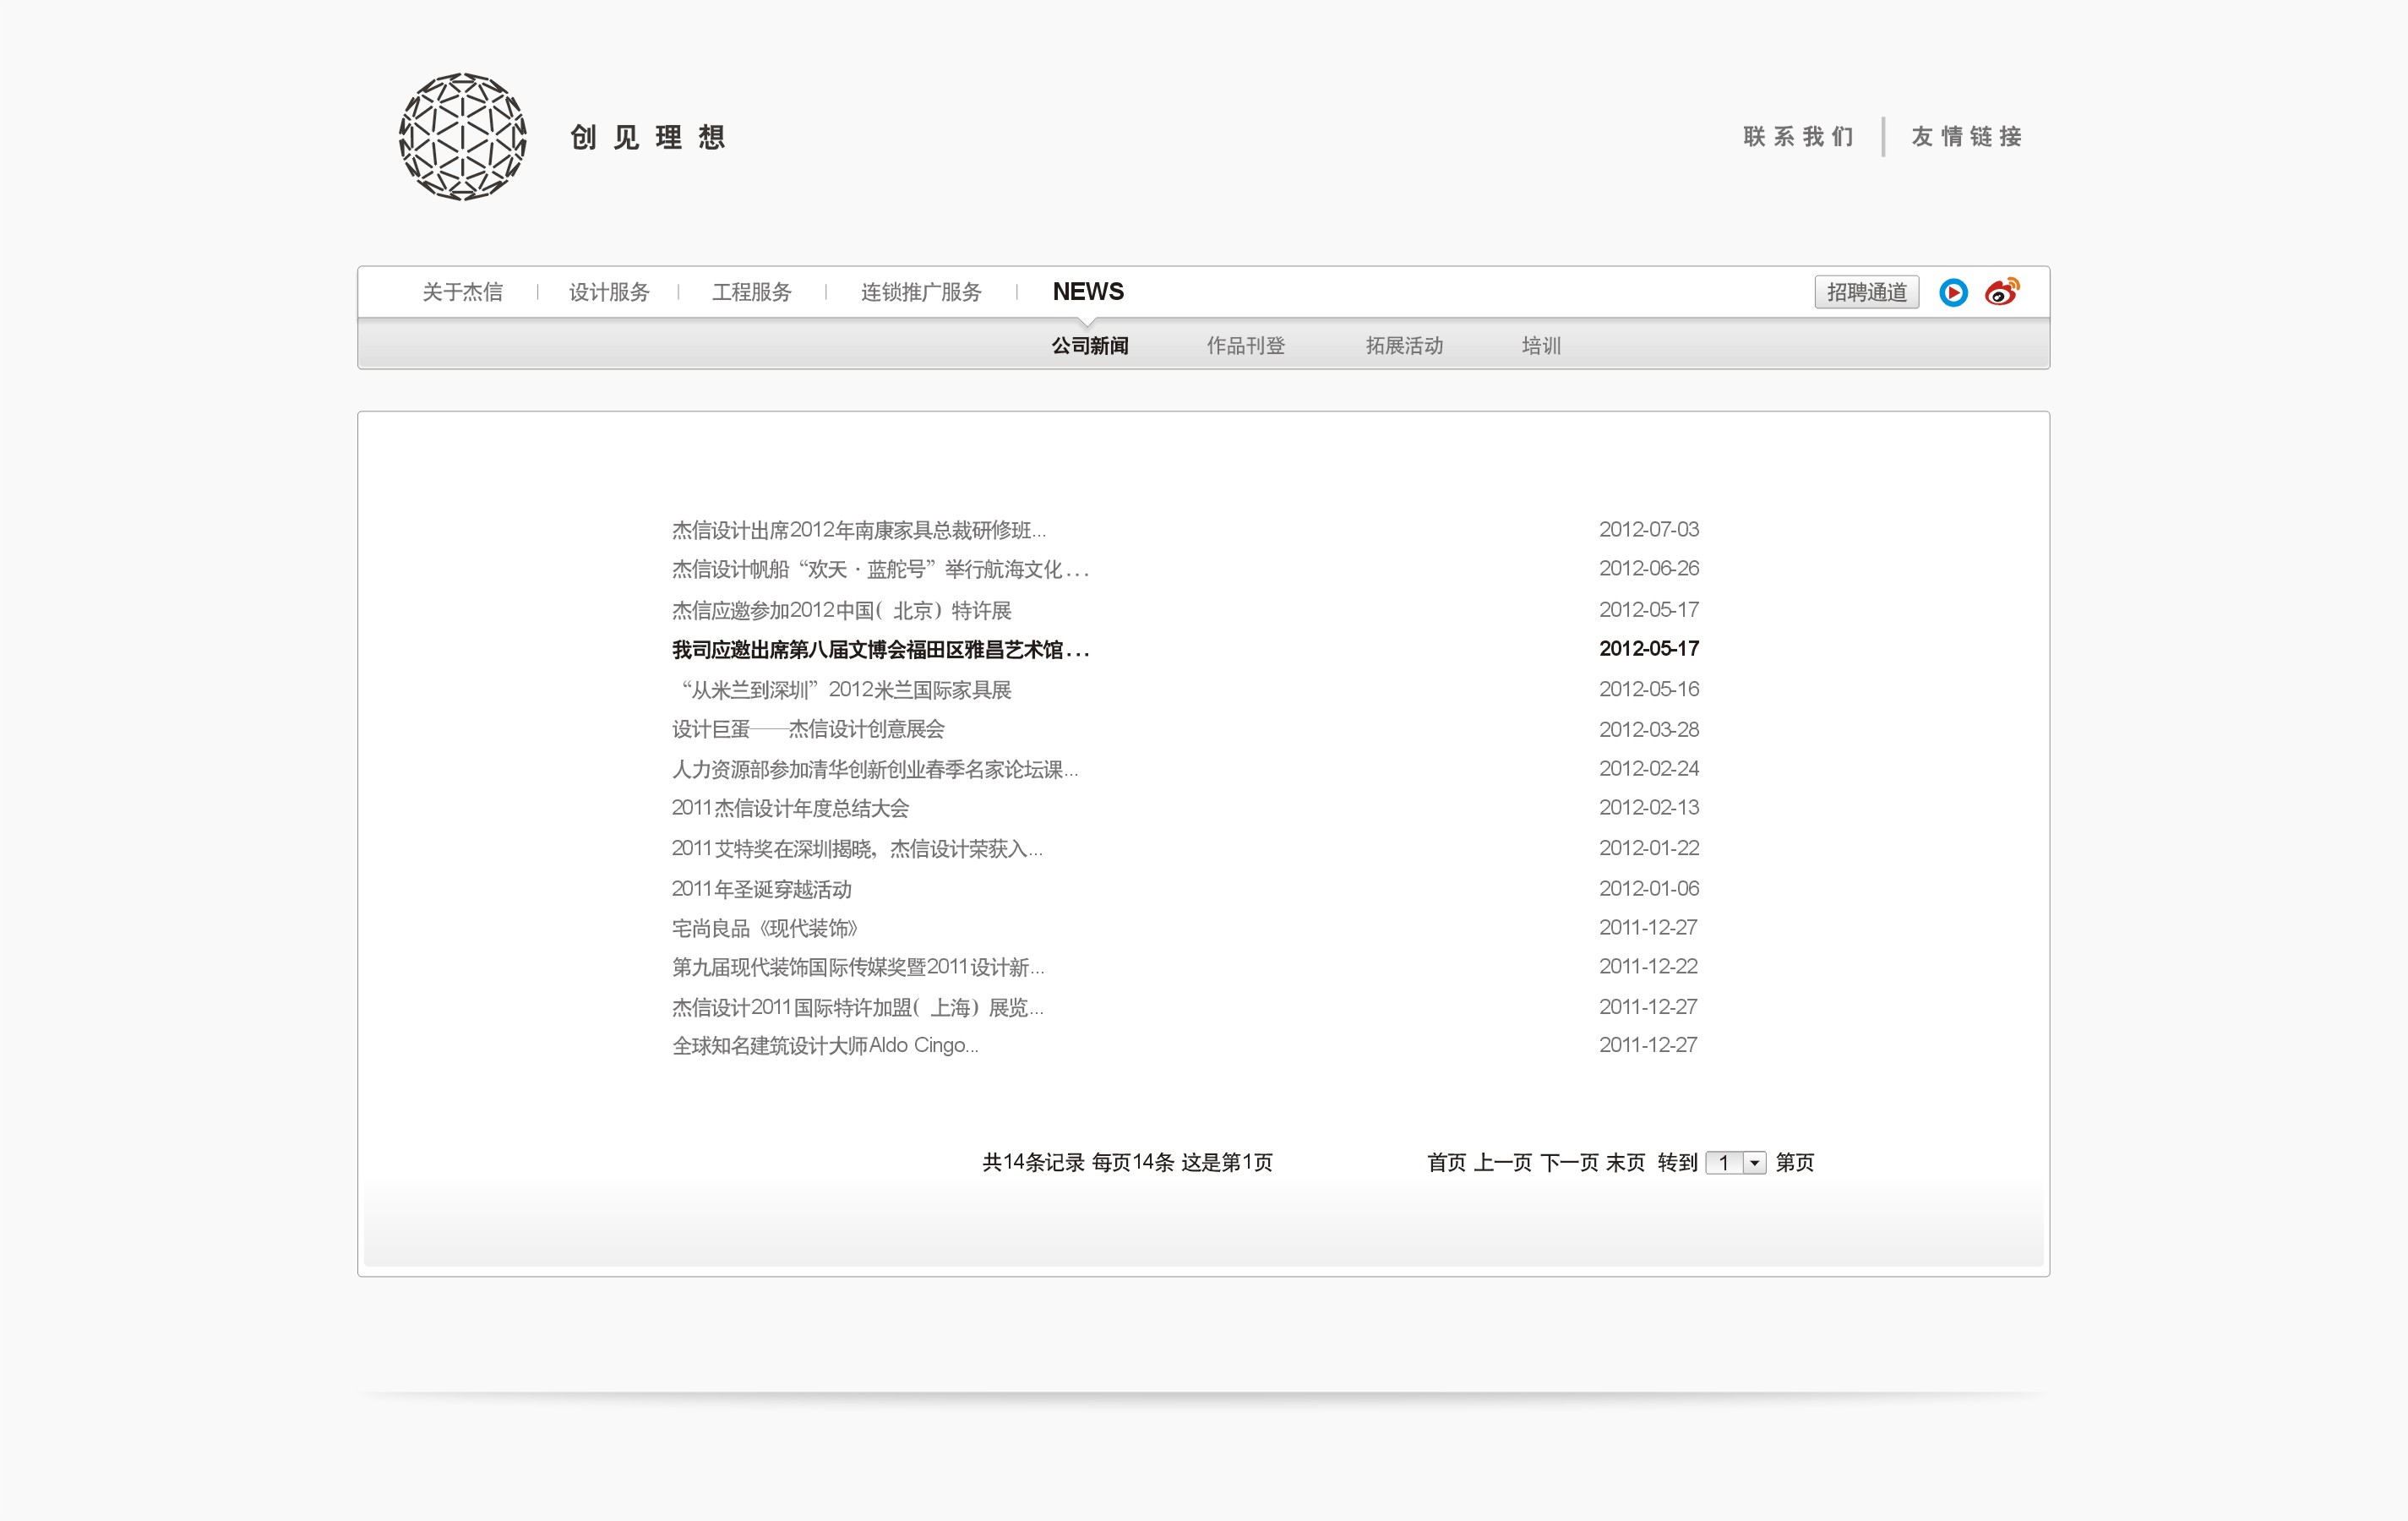 创见理想
联系我们 友情链接
关于杰信 设计服务 工程服务 连锁推广服务 NEWS 招聘通道
公司新闻 作品刊登 拓展活动 培训
杰信设计出席2012年南康家具总裁研修班... 2012-07-03
杰信设计帆船“欢天·蓝舵号”举行航海文化... 2012-06-26
杰信应邀参加2012中国(北京)特许展 2012-05-17
我司应邀出席第八届文博会福田区雅昌艺术馆... 2012-05-17
“从米兰到深圳”2012米兰国际家具展 2012-05-16
设计巨蛋——杰信设计创意展会 2012-03-28
人力资源部参加清华创新创业春季名家论坛课... 2012-02-24
2011杰信设计年度总结大会 2012-02-13
2011艾特奖在深圳揭晓，杰信设计荣获入... 2012-01-22
2011年圣诞穿越活动 2012-01-06
宅尚良品《现代装饰》 2011-12-27
第九届现代装饰国际传媒奖暨2011设计新... 2011-12-22
杰信设计2011国际特许加盟(上海)展览... 2011-12-27
全球知名建筑设计大师Aldo Cingo... 2011-12-27
共14条记录 每页14条 这是第1页 首页 上一页 下一页 末页 转到 1 第页